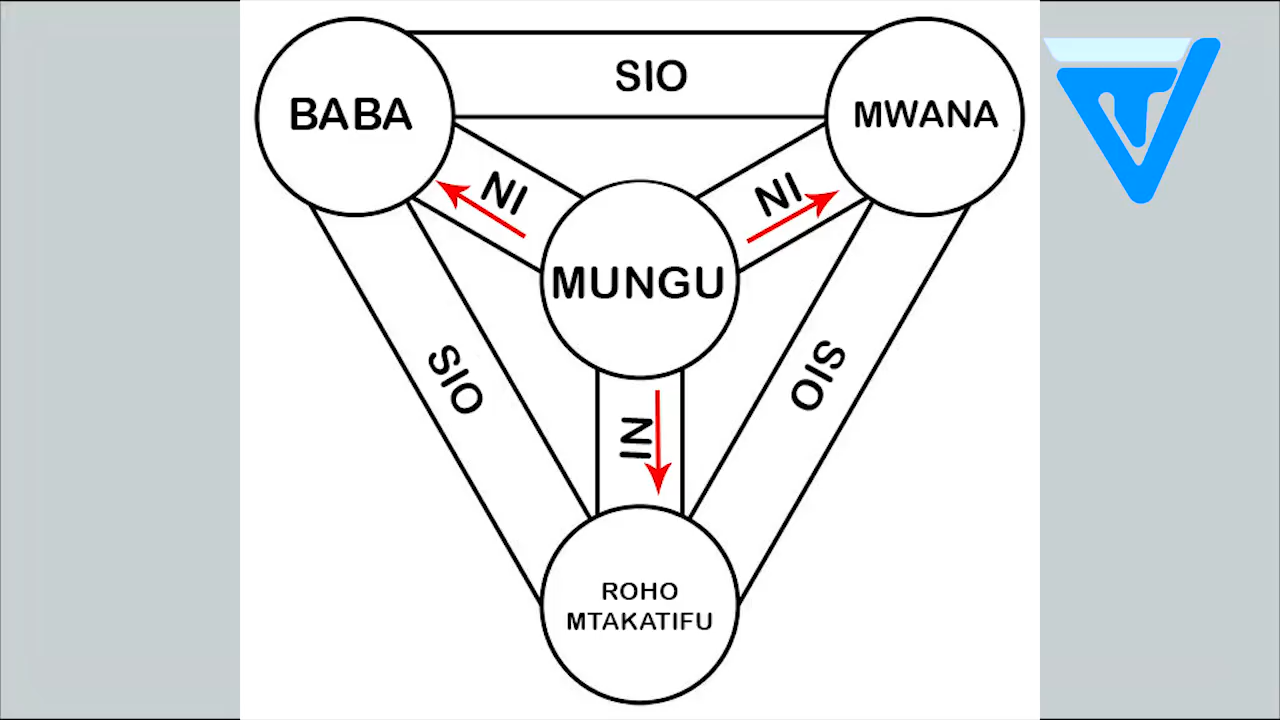 BABA
SIO
MWANA
NI
NI
MUNGU
SIO
NI
SIO
ROHO
MTAKATIFU